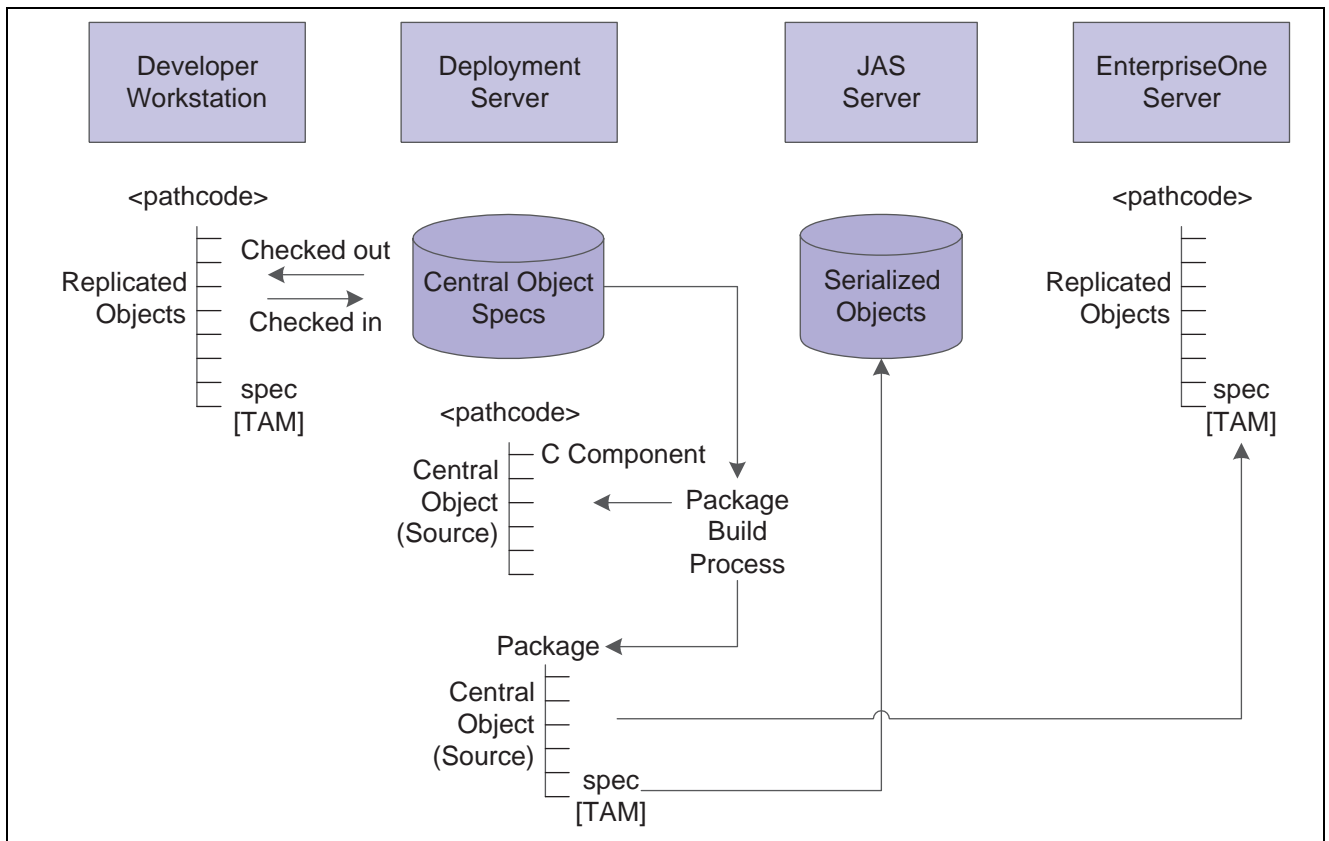 Developer
Workstation
Deployment
Server
JAS
Server
EnterpriseOne
Server
<pathcode>
Checked out
Replicated
Objects
Checked in
spec
[TAM]
Central Object
Specs
Serialized
Objects
<pathcode>
Replicated
Objects
spec
[TAM]
<pathcode>
C Component
Central
Object
(Source)
Package
Build
Process
Package
Central
Object
(Source)
spec
[TAM]